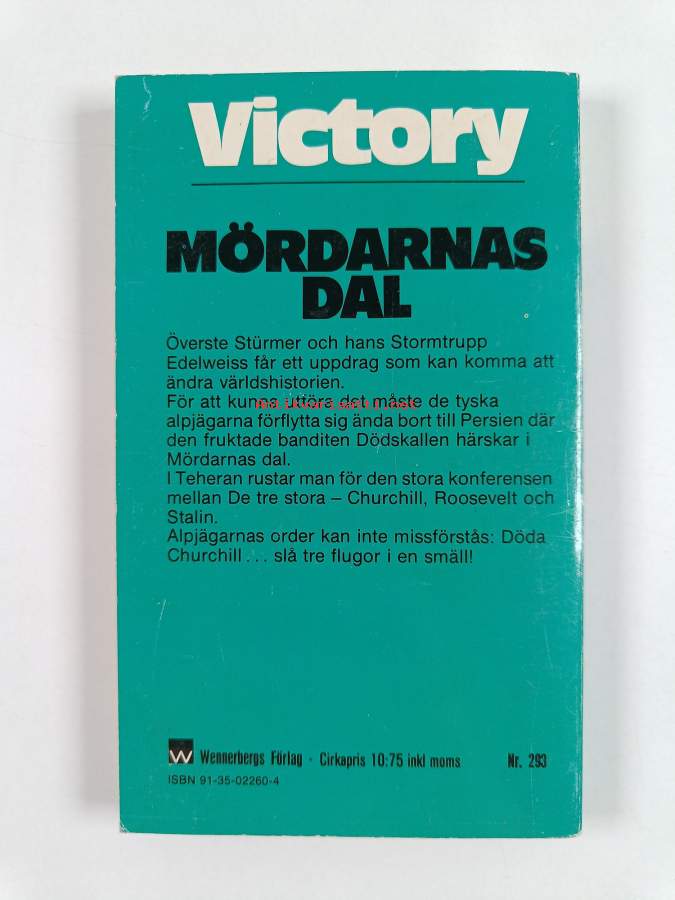 Victory
MÖRDARNAS
DAL
Överste Stürmer och hans Stormtrupp
Edelweiss får ett uppdrag som kan komma att
ändra världshistorien.
För att kunna utföra det måste de tyska
alpjägarna förflytta sig ända bort till Persien där
den fruktade banditen Dödskallen härskar i
Mördarnas dal.
I Teheran rustar man för den stora konferensen
mellan De tre stora – Churchill, Roosevelt och
Stalin.
Alpjägarnas order kan inte missförstås: Döda
Churchill... slå tre flugor i en smäll!
W Wennerbergs Förlag · Cirkapris 10:75 inkl moms Nr. 293
ISBN 91-35-02260-4